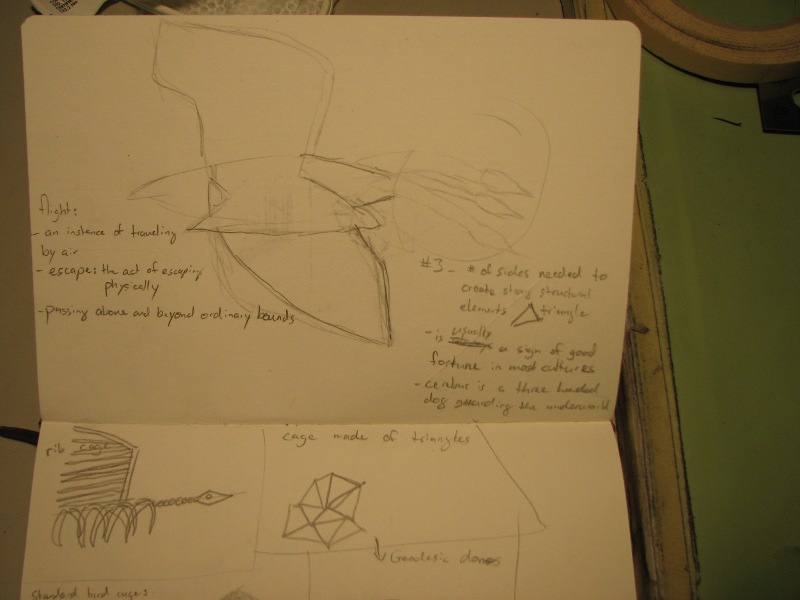 flight:
- an instance of traveling
by air
- escape: the act of escaping
physically
- passing above and beyond ordinary bounds
#3 - # of sides needed to
create strong structural
elements triangle
- is usually a sign of good
fortune in most cultures
- cerebus is a three headed
dog guarding the underworld
rib cage
cage made of triangles
Geodesic domes
Standard bird cages: